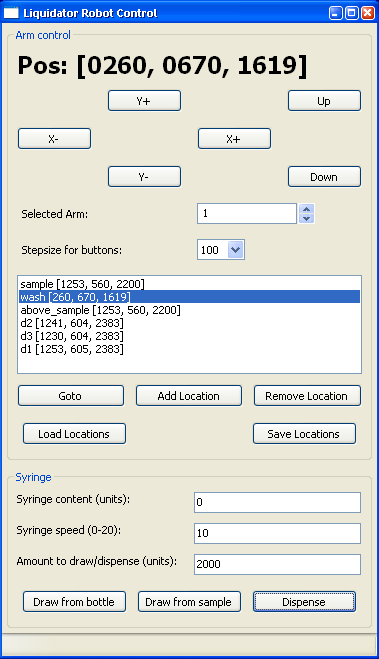 Liquidator Robot Control
Arm control
Pos: [0260, 0670, 1619]
Y+
Up
X-
X+
Y-
Down
Selected Arm:
1
Stepsize for buttons:
100
sample [1253, 560, 2200]
wash [260, 670, 1619]
above_sample [1253, 560, 2200]
d2 [1241, 604, 2383]
d3 [1230, 604, 2383]
d1 [1253, 605, 2383]
Goto
Add Location
Remove Location
Load Locations
Save Locations
Syringe
Syringe content (units):
0
Syringe speed (0-20):
10
Amount to draw/dispense (units):
2000
Draw from bottle
Draw from sample
Dispense